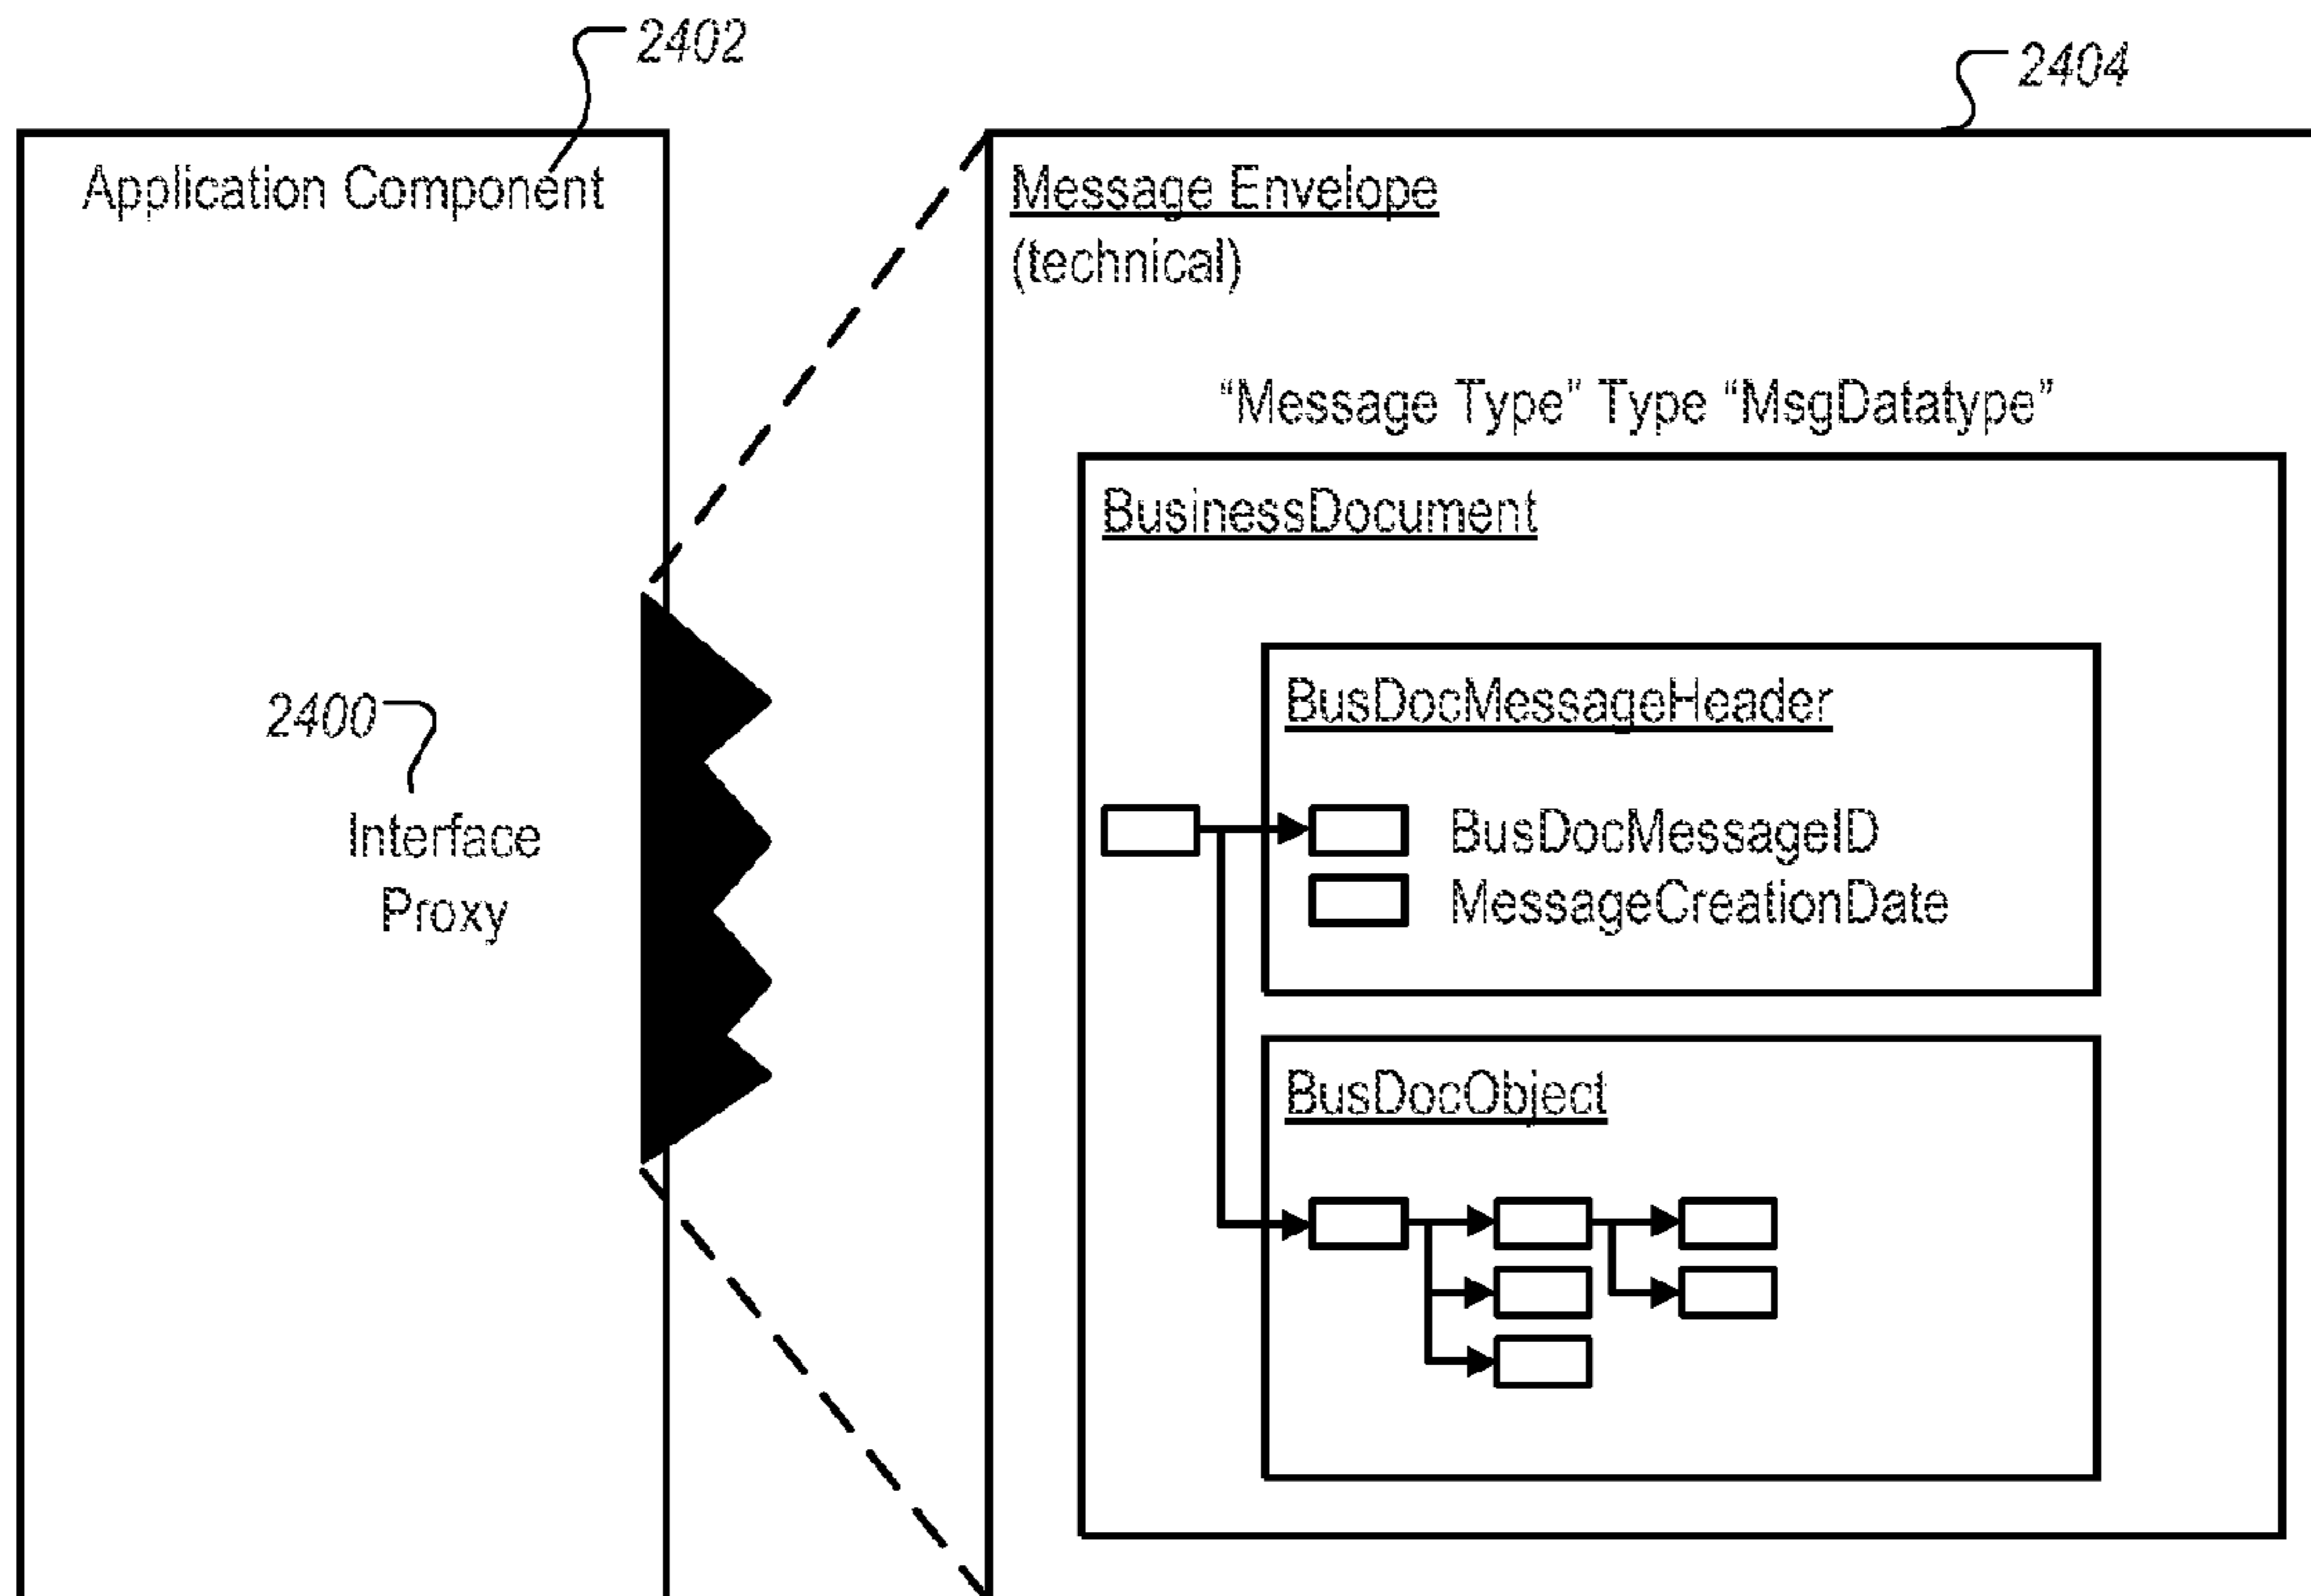 2402
2404
Application Component
Message Envelope
(technical)
“Message Type” Type “MsgDatatype”
BusinessDocument
BusDocMessageHeader
2400
Interface
Proxy
BusDocMessageID
MessageCreationDate
BusDocObject